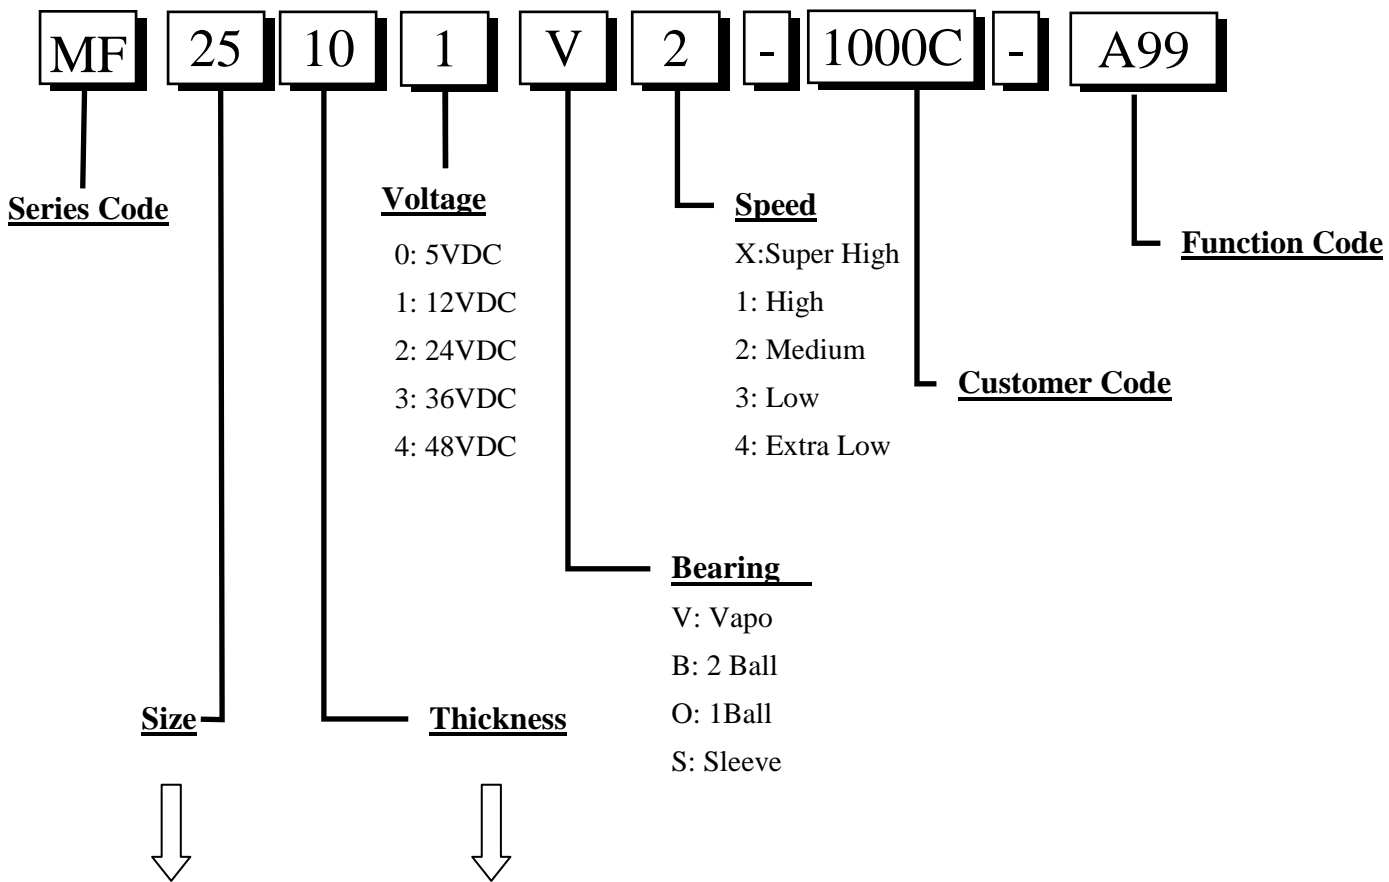 MF 25 10 1 V 2 - 1000C - A99
Series Code
Voltage
0: 5VDC
1: 12VDC
2: 24VDC
3: 36VDC
4: 48VDC
Speed
X:Super High
1: High
2: Medium
3: Low
4: Extra Low
Function Code
Customer Code
Bearing
V: Vapo
B: 2 Ball
O: 1Ball
S: Sleeve
Size
Thickness